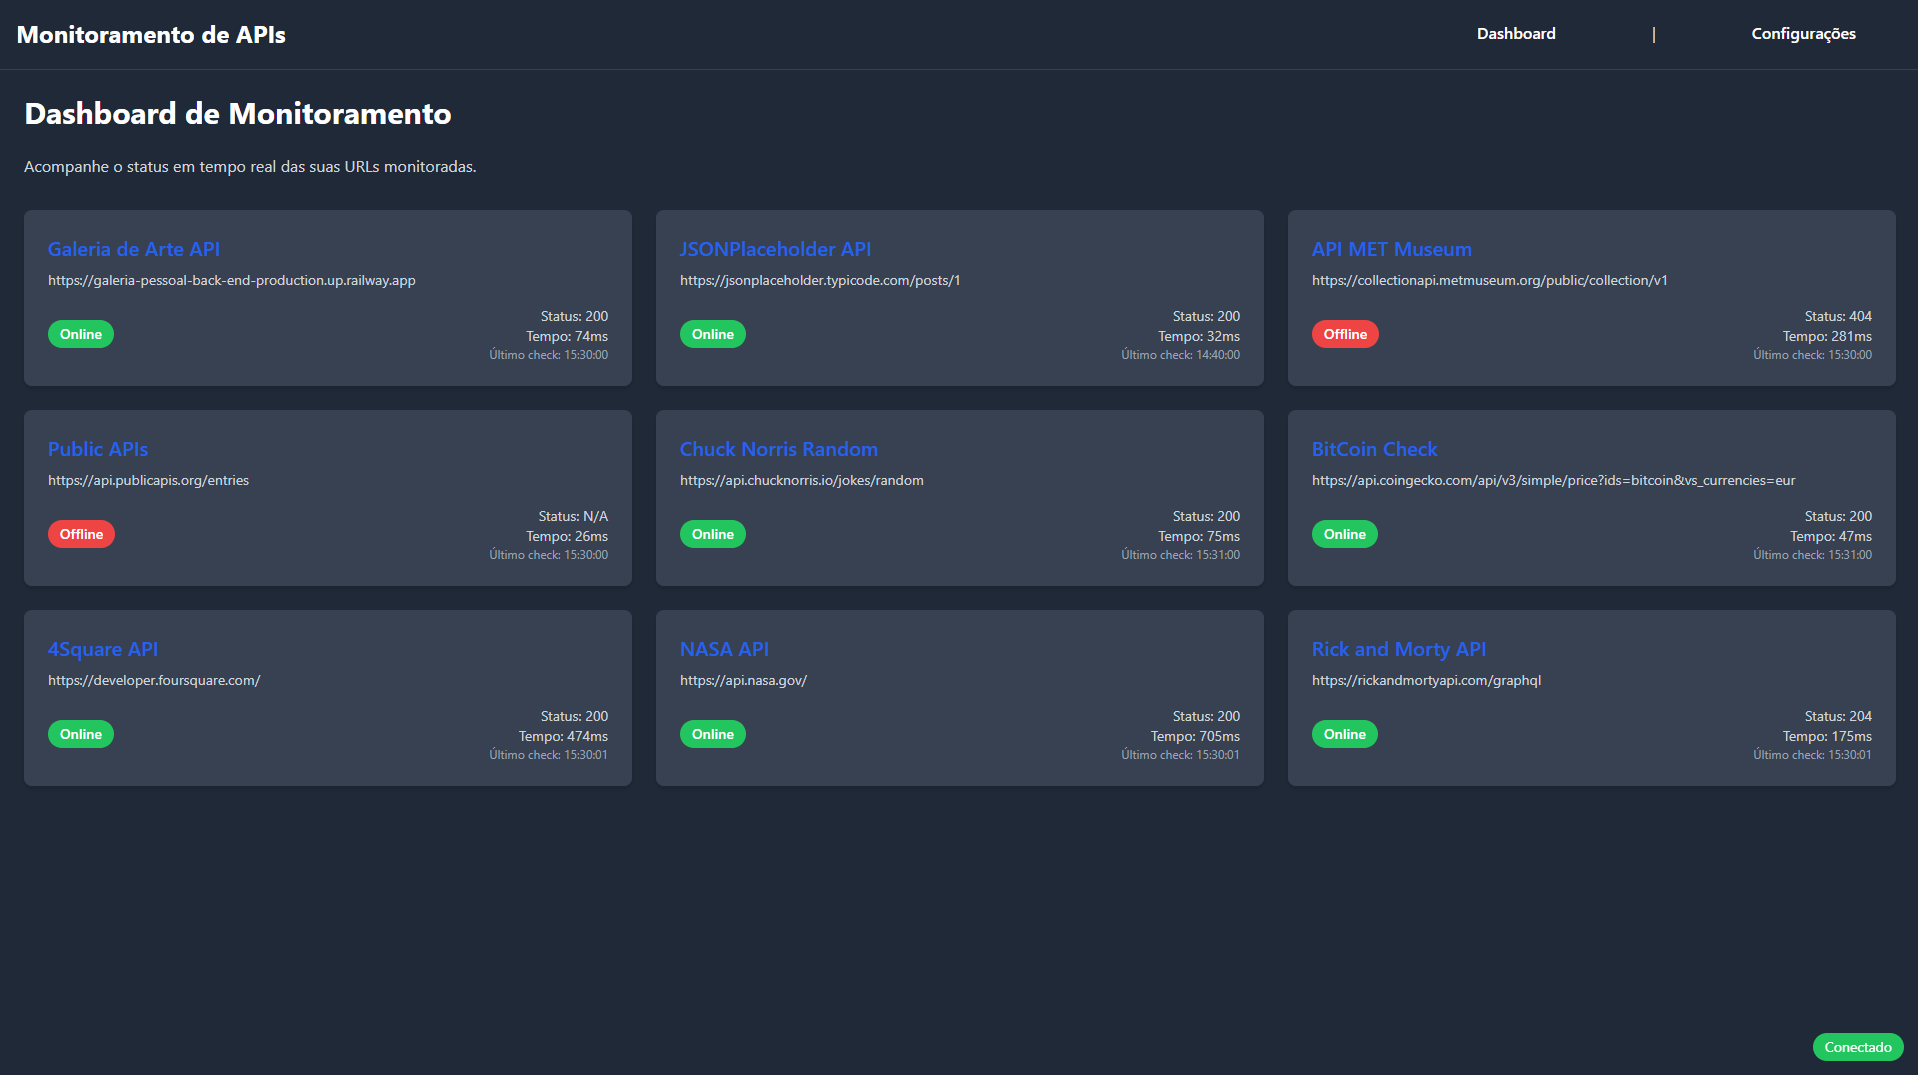 Monitoramento de APIs
Dashboard | Configurações
Dashboard de Monitoramento
Acompanhe o status em tempo real das suas URLs monitoradas.
Galeria de Arte API
https://galeria-pessoal-back-end-production.up.railway.app
Online
Status: 200
Tempo: 74ms
Último check: 15:30:00
JSONPlaceholder API
https://jsonplaceholder.typicode.com/posts/1
Online
Status: 200
Tempo: 32ms
Último check: 14:40:00
API MET Museum
https://collectionapi.metmuseum.org/public/collection/v1
Offline
Status: 404
Tempo: 281ms
Último check: 15:30:00
Public APIs
https://api.publicapis.org/entries
Offline
Status: N/A
Tempo: 26ms
Último check: 15:30:00
Chuck Norris Random
https://api.chucknorris.io/jokes/random
Online
Status: 200
Tempo: 75ms
Último check: 15:31:00
BitCoin Check
https://api.coingecko.com/api/v3/simple/price?ids=bitcoin&vs_currencies=eur
Online
Status: 200
Tempo: 47ms
Último check: 15:31:00
4Square API
https://developer.foursquare.com/
Online
Status: 200
Tempo: 474ms
Último check: 15:30:01
NASA API
https://api.nasa.gov/
Online
Status: 200
Tempo: 705ms
Último check: 15:30:01
Rick and Morty API
https://rickandmortyapi.com/graphql
Online
Status: 204
Tempo: 175ms
Último check: 15:30:01
Conectado